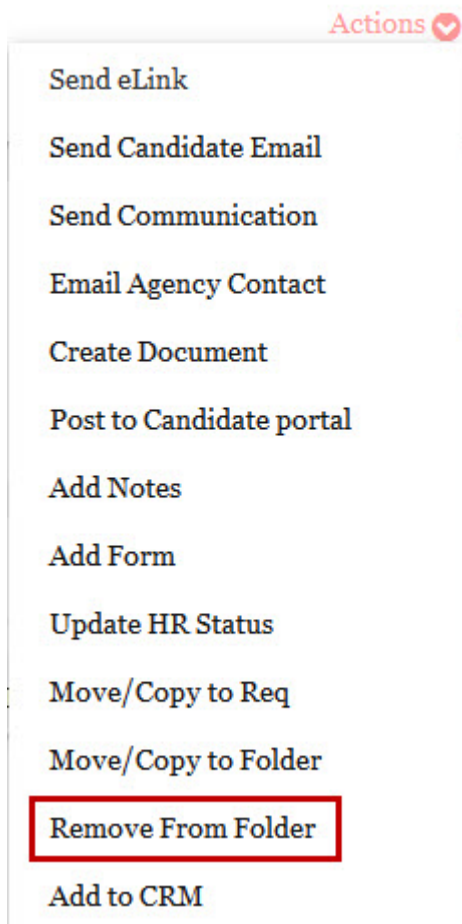 Actions
Send eLink
Send Candidate Email
Send Communication
Email Agency Contact
Create Document
Post to Candidate portal
Add Notes
Add Form
Update HR Status
Move/Copy to Req
Move/Copy to Folder
Remove From Folder
Add to CRM